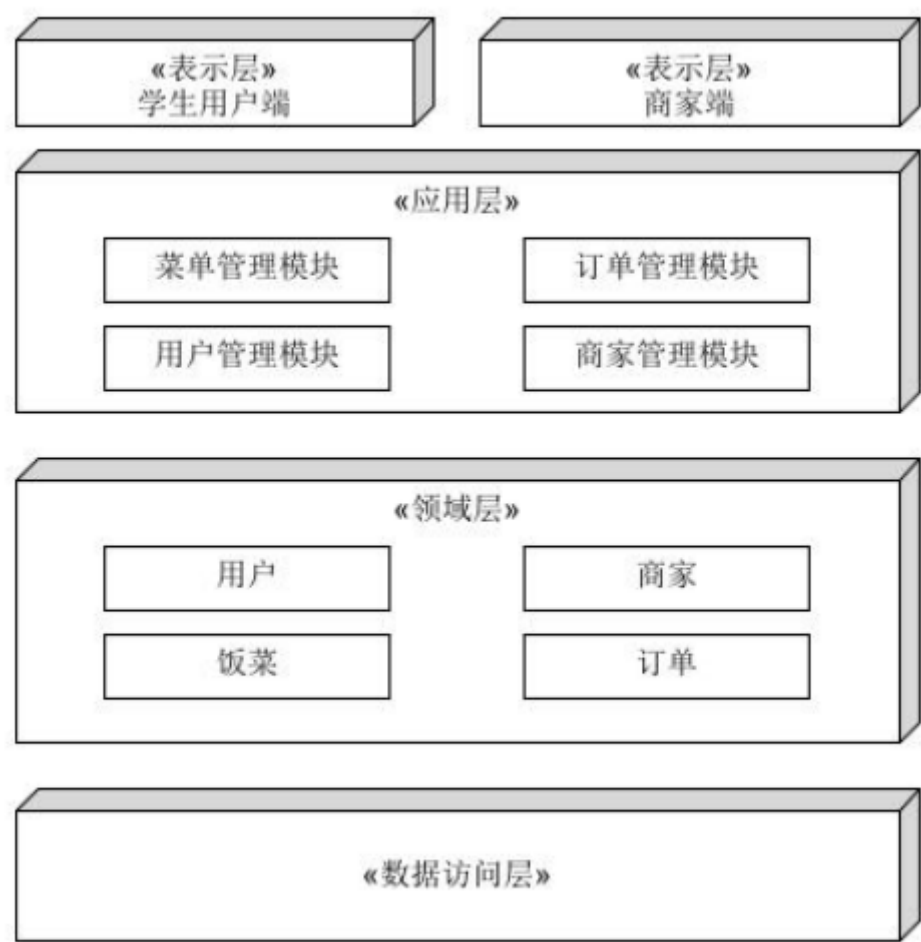 «表示层»
学生用户端
«表示层»
商家端
«应用层»
菜单管理模块
订单管理模块
用户管理模块
商家管理模块
«领域层»
用户
商家
饭菜
订单
«数据访问层»